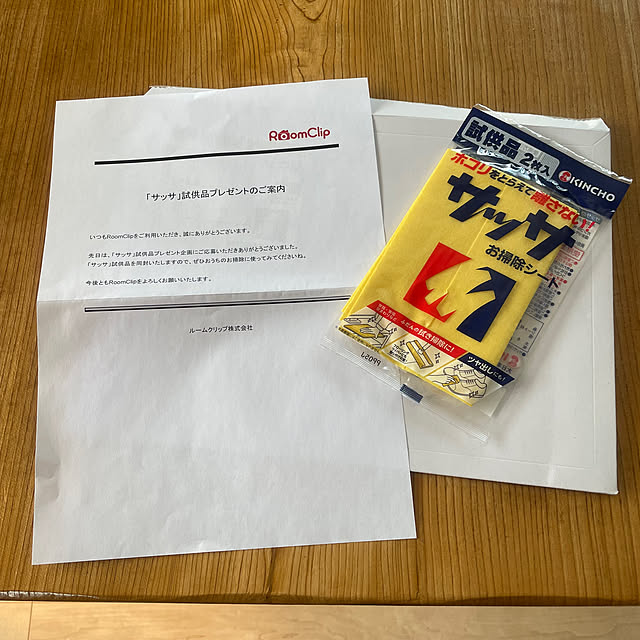 RoomClip
「サッサ」試供品プレゼントのご案内
いつもRoomClipをご利用いただき、誠にありがとうございます。
先日は、「サッサ」試供品プレゼント企画にご応募いただきありがとうございました。
「サッサ」試供品を同封いたしますので、ぜひおうちのお掃除に使ってみてくださいね。
今後ともRoomClipをよろしくお願いいたします。
ルームクリップ株式会社
試供品 2枚入
KINCHO
ホコリをとらえて離さない!
サッサ
お掃除シート
ふだんの拭き掃除に!
ツヤ出しにも!